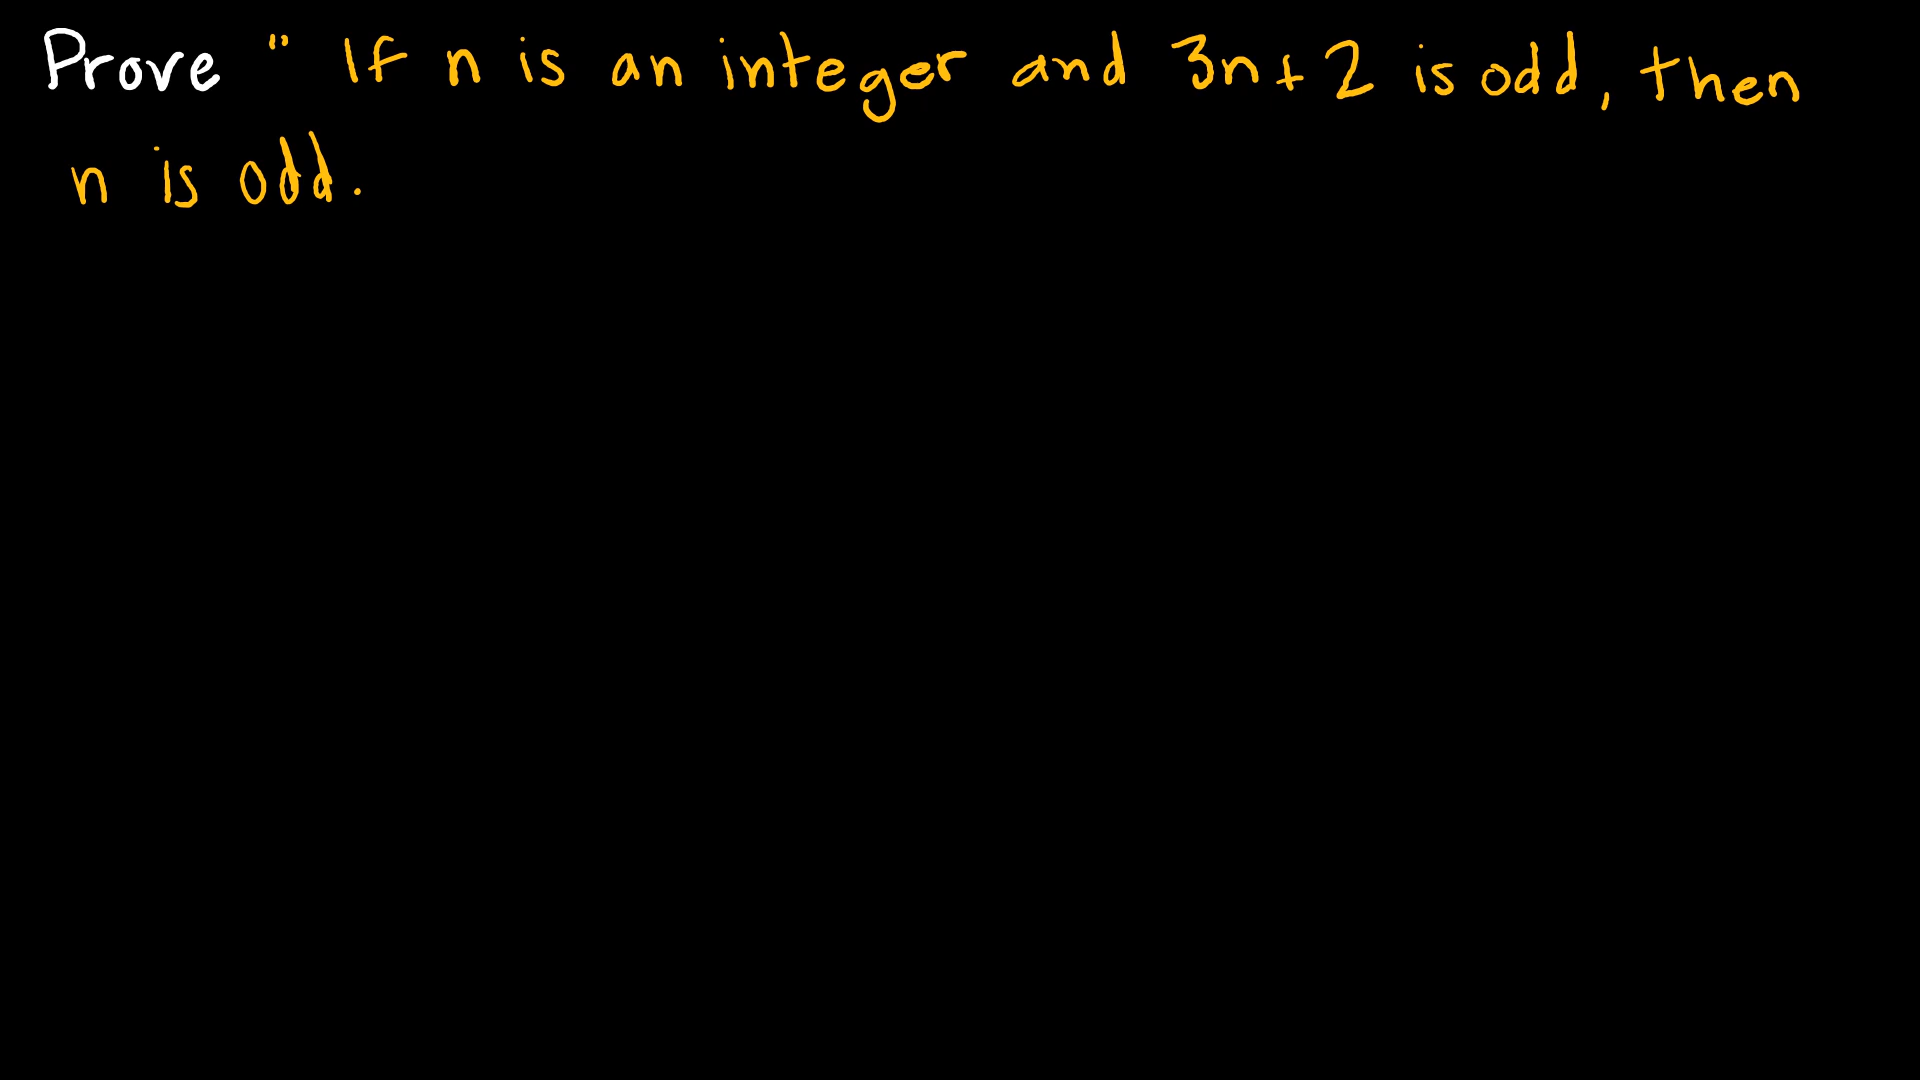 Prove " If n is an integer and 3n+2 is odd, then
n is odd.